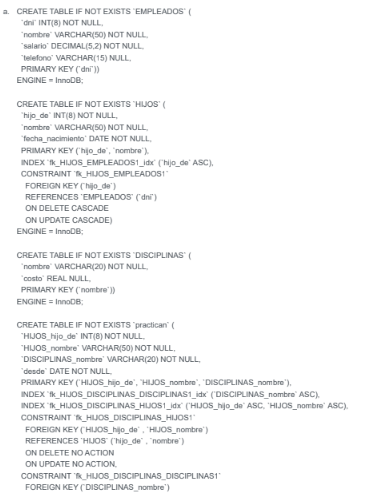 a. CREATE TABLE IF NOT EXISTS `EMPLEADOS` (
`dni` INT(8) NOT NULL,
`nombre` VARCHAR(50) NOT NULL,
`salario` DECIMAL(5,2) NOT NULL,
`telefono` VARCHAR(15) NULL,
PRIMARY KEY (`dni`))
ENGINE = InnoDB;
CREATE TABLE IF NOT EXISTS `HIJOS` (
`hijo_de` INT(8) NOT NULL,
`nombre` VARCHAR(50) NOT NULL,
`fecha_nacimiento` DATE NOT NULL,
PRIMARY KEY (`hijo_de`, `nombre`),
INDEX `fk_HIJOS_EMPLEADOS1_idx` (`hijo_de` ASC),
CONSTRAINT `fk_HIJOS_EMPLEADOS1`
FOREIGN KEY (`hijo_de`)
REFERENCES `EMPLEADOS` (`dni`)
ON DELETE CASCADE
ON UPDATE CASCADE)
ENGINE = InnoDB;
CREATE TABLE IF NOT EXISTS `DISCIPLINAS` (
`nombre` VARCHAR(20) NOT NULL,
`costo` REAL NULL,
PRIMARY KEY (`nombre`))
ENGINE = InnoDB;
CREATE TABLE IF NOT EXISTS `practican` (
`HIJOS_hijo_de` INT(8) NOT NULL,
`HIJOS_nombre` VARCHAR(50) NOT NULL,
`DISCIPLINAS_nombre` VARCHAR(20) NOT NULL,
`desde` DATE NOT NULL,
PRIMARY KEY (`HIJOS_hijo_de`, `HIJOS_nombre`, `DISCIPLINAS_nombre`),
INDEX `fk_HIJOS_DISCIPLINAS_DISCIPLINAS1_idx` (`DISCIPLINAS_nombre` ASC),
INDEX `fk_HIJOS_DISCIPLINAS_HIJOS1_idx` (`HIJOS_hijo_de` ASC, `HIJOS_nombre` ASC),
CONSTRAINT `fk_HIJOS_DISCIPLINAS_HIJOS1`
FOREIGN KEY (`HIJOS_hijo_de` , `HIJOS_nombre`)
REFERENCES `HIJOS` (`hijo_de` , `nombre`)
ON DELETE NO ACTION
ON UPDATE NO ACTION,
CONSTRAINT `fk_HIJOS_DISCIPLINAS_DISCIPLINAS1`
FOREIGN KEY (`DISCIPLINAS_nombre`)